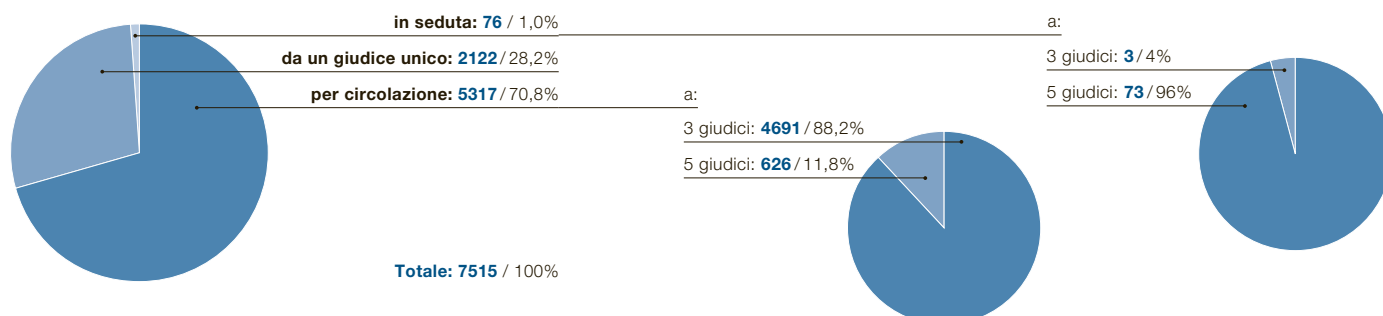 in seduta: 76 / 1,0%
da un giudice unico: 2122/28,2%
per circolazione: 5317/70,8%
Totale: 7515 / 100%
a:
3 giudici: 4691/88,2%
5 giudici: 626/11,8%
a:
3 giudici: 3/4%
5 giudici: 73/96%